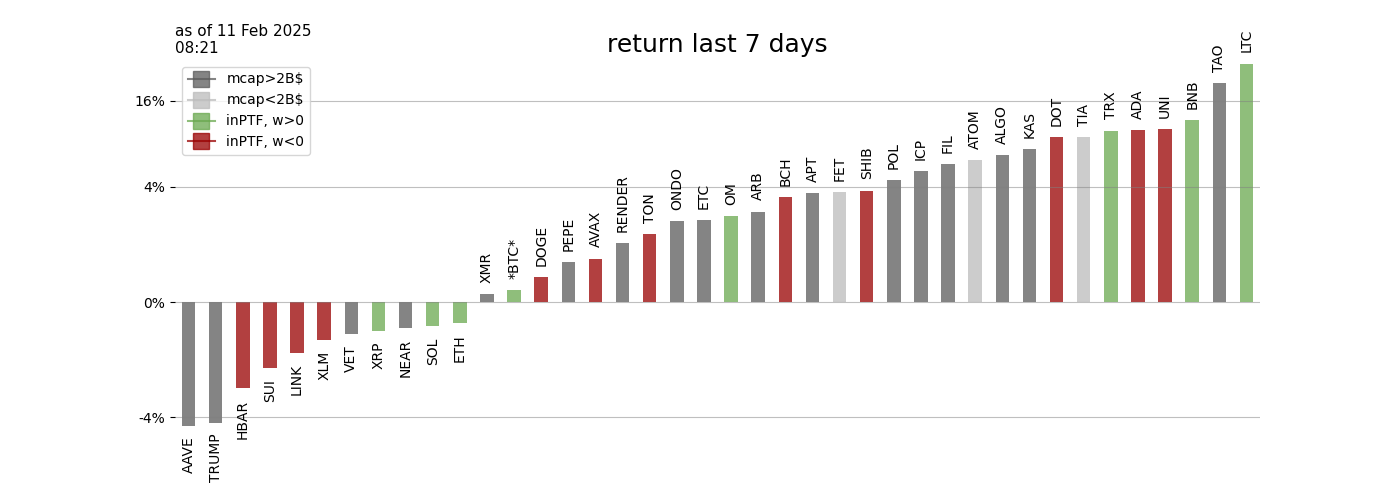 as of 11 Feb 2025
08:21
return last 7 days
mcap>2B$
mcap<2B$
inPTF, w>0
inPTF, w<0
16%
4%
0%
-4%
AAVE
TRUMP
HBAR
SUI
LINK
XLM
VET
XRP
NEAR
SOL
ETH
XMR
*BTC*
DOGE
PEPE
AVAX
RENDER
TON
ONDO
ETC
OM
ARB
BCH
APT
FET
SHIB
POL
ICP
FIL
ATOM
ALGO
KAS
DOT
TIA
TRX
ADA
UNI
BNB
TAO
LTC